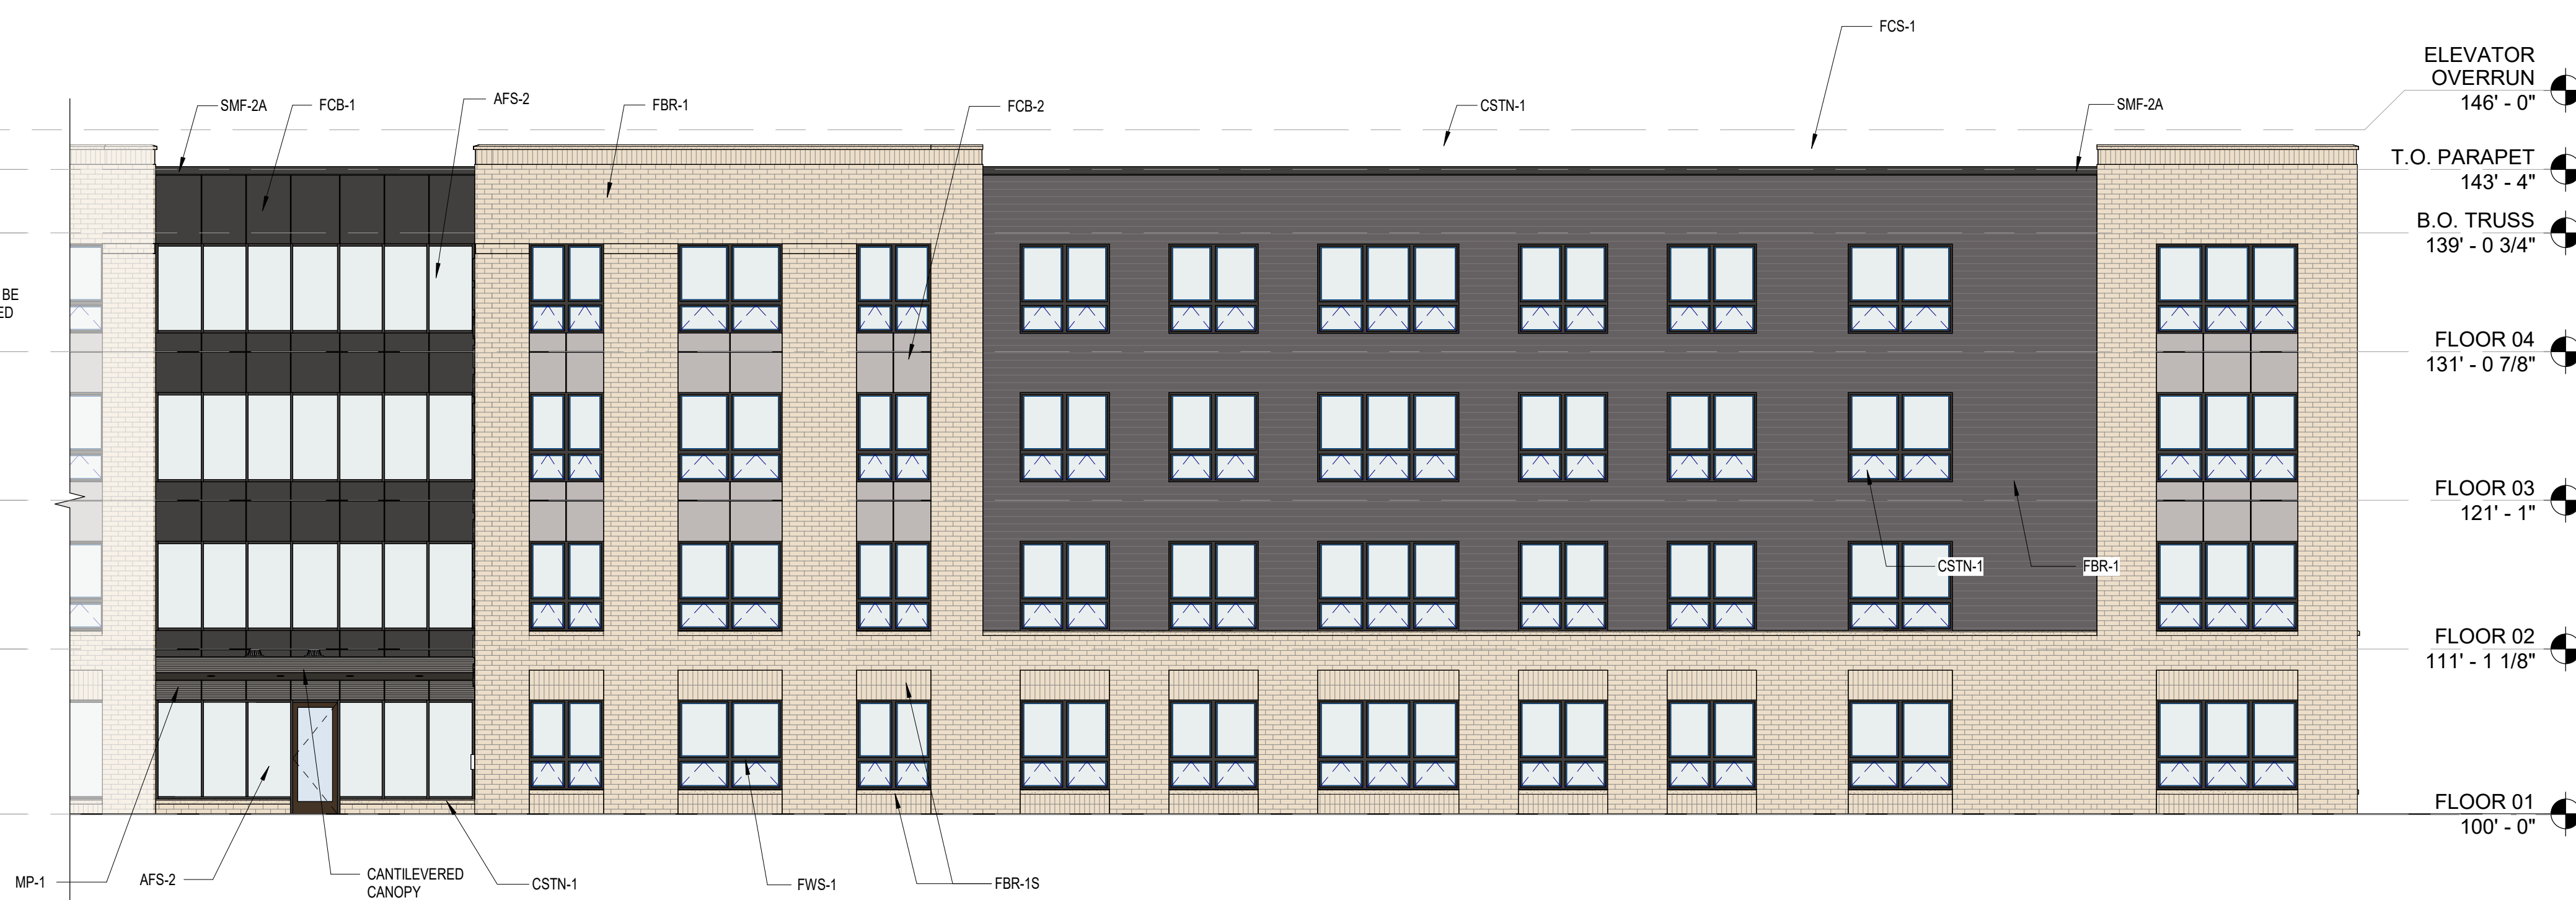 FCS-1
ELEVATOR
OVERRUN
146' - 0"
SMF-2A
FCB-1
AFS-2
FBR-1
FCB-2
CSTN-1
SMF-2A
T.O. PARAPET
143' - 4"
B.O. TRUSS
139' - 0 3/4"
BE
ED
FLOOR 04
131' - 0 7/8"
FLOOR 03
121' - 1"
CSTN-1
FBR-1
FLOOR 02
111' - 1 1/8"
FLOOR 01
100' - 0"
MP-1
AFS-2
CANTILEVERED
CANOPY
CSTN-1
FWS-1
FBR-1S